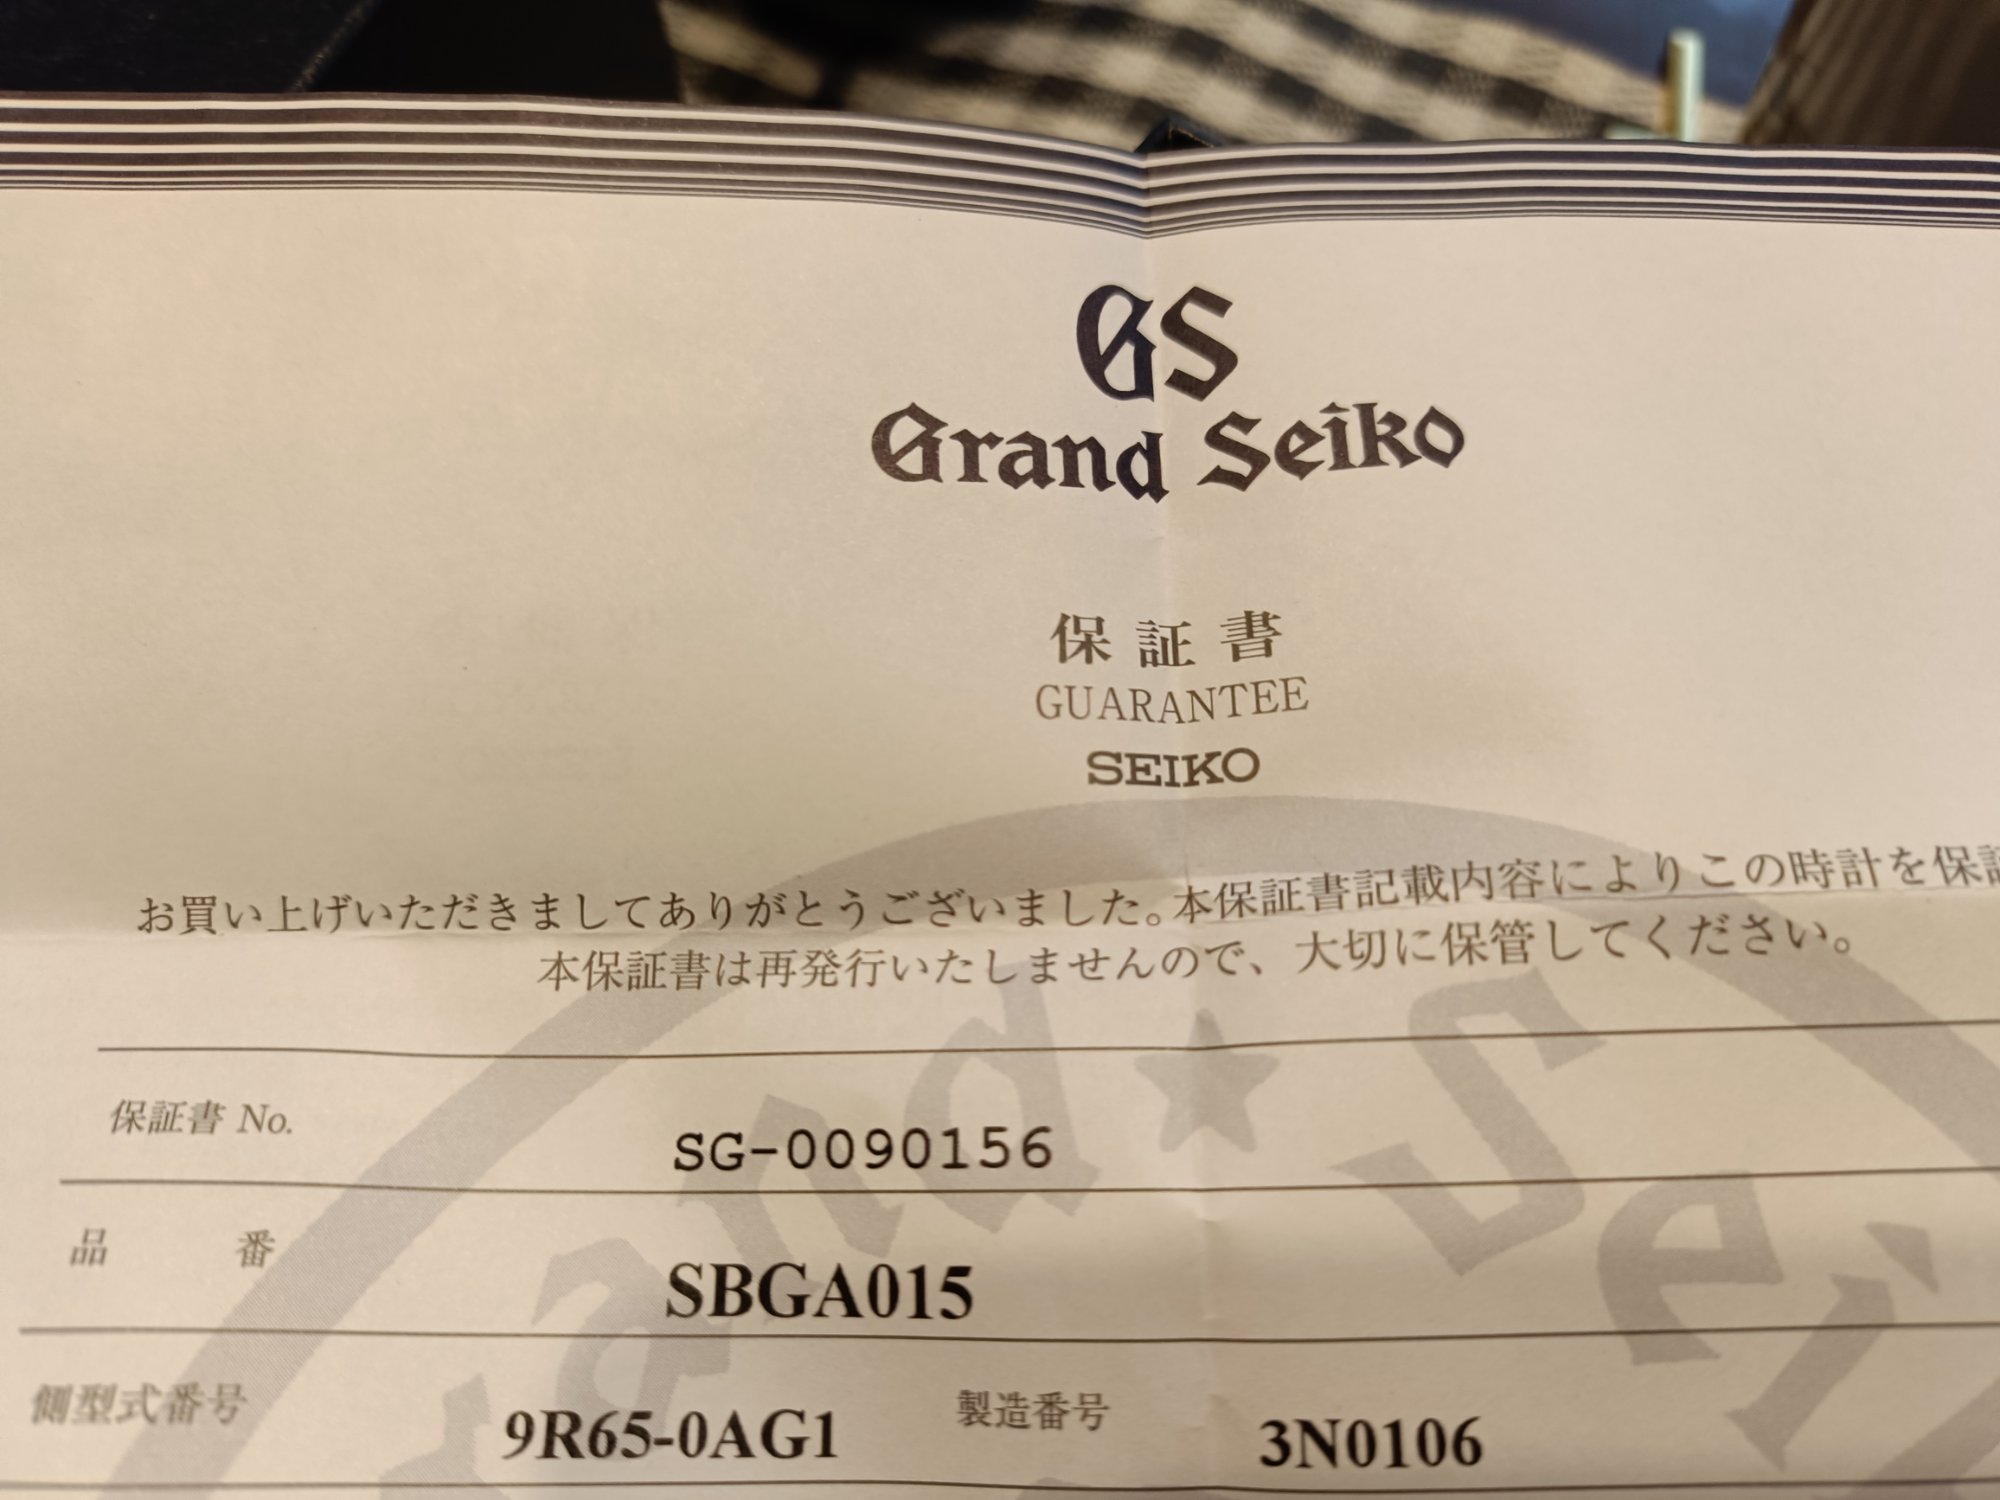 GS
Grand Seiko
保証書
GUARANTEE
SEIKO
お買い上げいただきましてありがとうございました。本保証書記載内容によりこの時計を保証
本保証書は再発行いたしませんので、大切に保管してください。
保証書 No. SG-0090156
品番 SBGA015
側型式番号 9R65-0AG1 製造番号 3N0106
Grand Sei